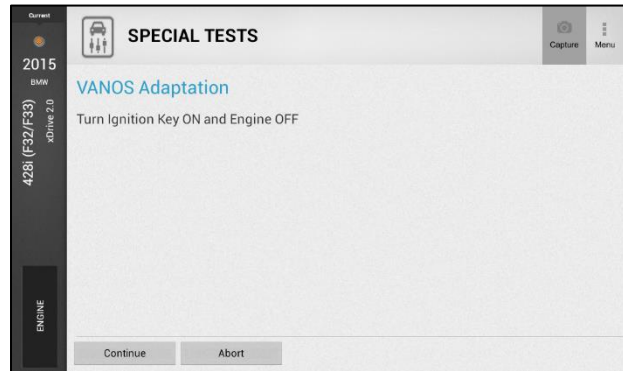 Current
2015
BMW
428i (F32/F33)
xDrive 2.0
ENGINE
SPECIAL TESTS
Capture
Menu
VANOS Adaptation
Turn Ignition Key ON and Engine OFF
Continue
Abort